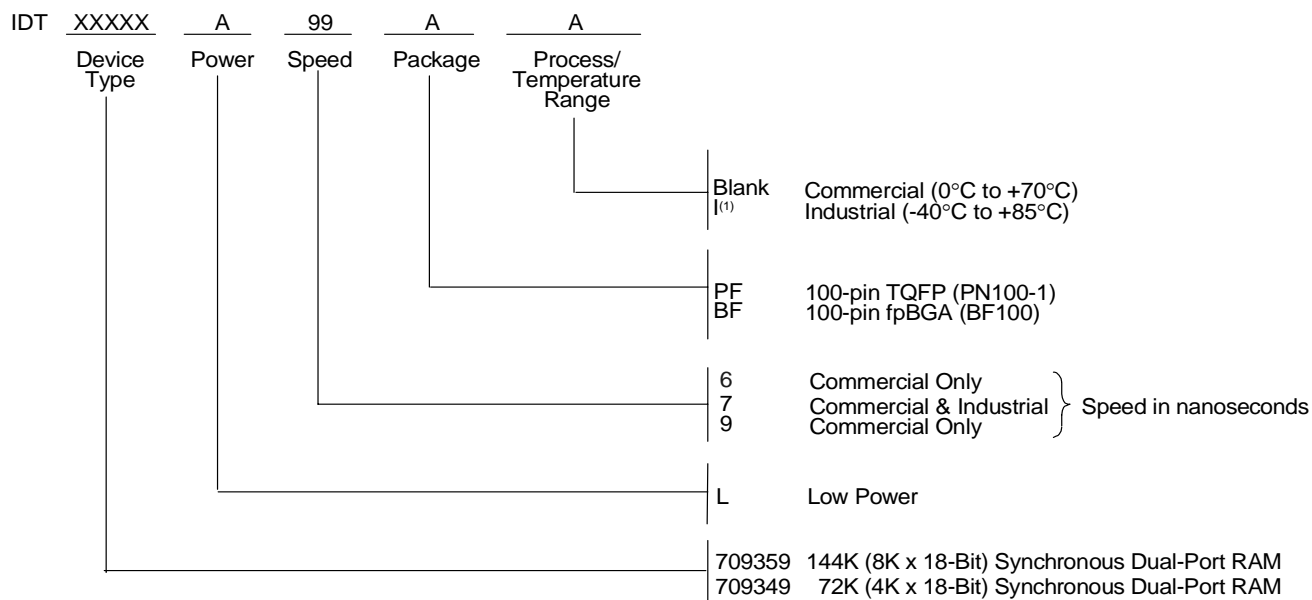 IDT XXXXX A 99 A A
Device Type Power Speed Package Process/ Temperature Range
Blank Commercial (0°C to +70°C)
I(1) Industrial (-40°C to +85°C)
PF 100-pin TQFP (PN100-1)
BF 100-pin fpBGA (BF100)
6 Commercial Only
7 Commercial & Industrial Speed in nanoseconds
9 Commercial Only
L Low Power
709359 144K (8K x 18-Bit) Synchronous Dual-Port RAM
709349 72K (4K x 18-Bit) Synchronous Dual-Port RAM